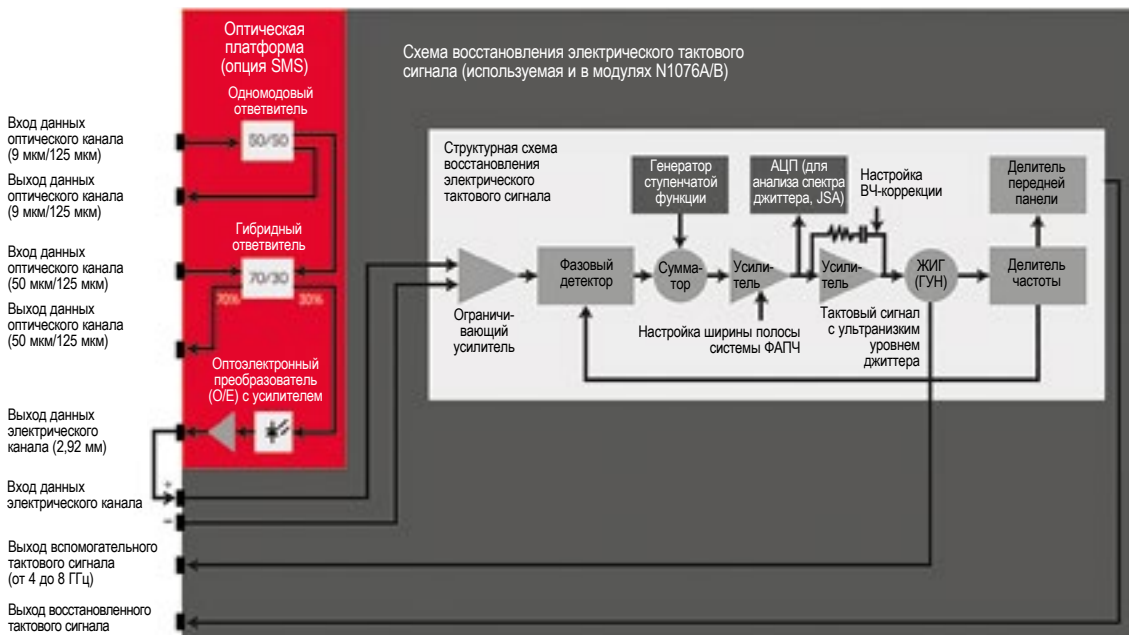 Оптическая
платформа
(опция SMS)
Схема восстановления электрического тактового
сигнала (используемая и в модулях N1076A/B)
Одномодовый
ответвитель
50/50
Вход данных
оптического канала
(9 мкм/125 мкм)
Выход данных
оптического канала
(9 мкм/125 мкм)
Гибридный
ответвитель
70/30
70%
30%
Вход данных
оптического канала
(50 мкм/125 мкм)
Выход данных
оптического канала
(50 мкм/125 мкм)
Оптоэлектронный
преобразователь
(O/E) с усилителем
Выход данных
электрического
канала (2,92 мм)
Вход данных
электрического канала
+
–
Выход вспомогательного
тактового сигнала
(от 4 до 8 ГГц)
Выход восстановленного
тактового сигнала
Структурная схема
восстановления
электрического
тактового сигнала
Генератор
ступенчатой
функции
АЦП (для
анализа спектра
джиттера, JSA)
Настройка
ВЧ-коррекции
Делитель
передней
панели
Ограничи-
вающий
усилитель
Фазовый
детектор
Сумма-
тор
Усили-
тель
Усили-
тель
ЖИГ
(ГУН)
Делитель
частоты
Настройка ширины полосы
системы ФАПЧ
Тактовый сигнал
с ультранизким
уровнем
джиттера